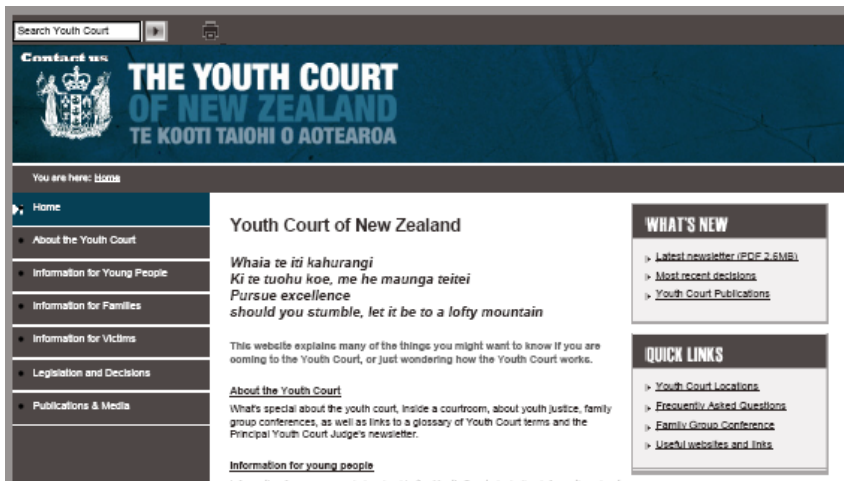 Search Youth Court
Contact us
THE YOUTH COURT
OF NEW ZEALAND
TE KOOTI TAIOHI O AOTEAROA
You are here: Home
Home
About the Youth Court
Information for Young People
Information for Families
Information for Victims
Legislation and Decisions
Publications & Media
Youth Court of New Zealand
Whaia te iti kahurangi
Ki te tuohu koe, me he maunga teitei
Pursue excellence
should you stumble, let it be to a lofty mountain
This website explains many of the things you might want to know if you are
coming to the Youth Court, or just wondering how the Youth Court works.
About the Youth Court
What's special about the youth court, inside a courtroom, about youth justice, family
group conferences, as well as links to a glossary of Youth Court terms and the
Principal Youth Court Judge's newsletter.
Information for young people
WHAT'S NEW
Latest newsletter (PDF 2.6MB)
Most recent decisions
Youth Court Publications
QUICK LINKS
Youth Court Locations
Frequently Asked Questions
Family Group Conference
Useful websites and links